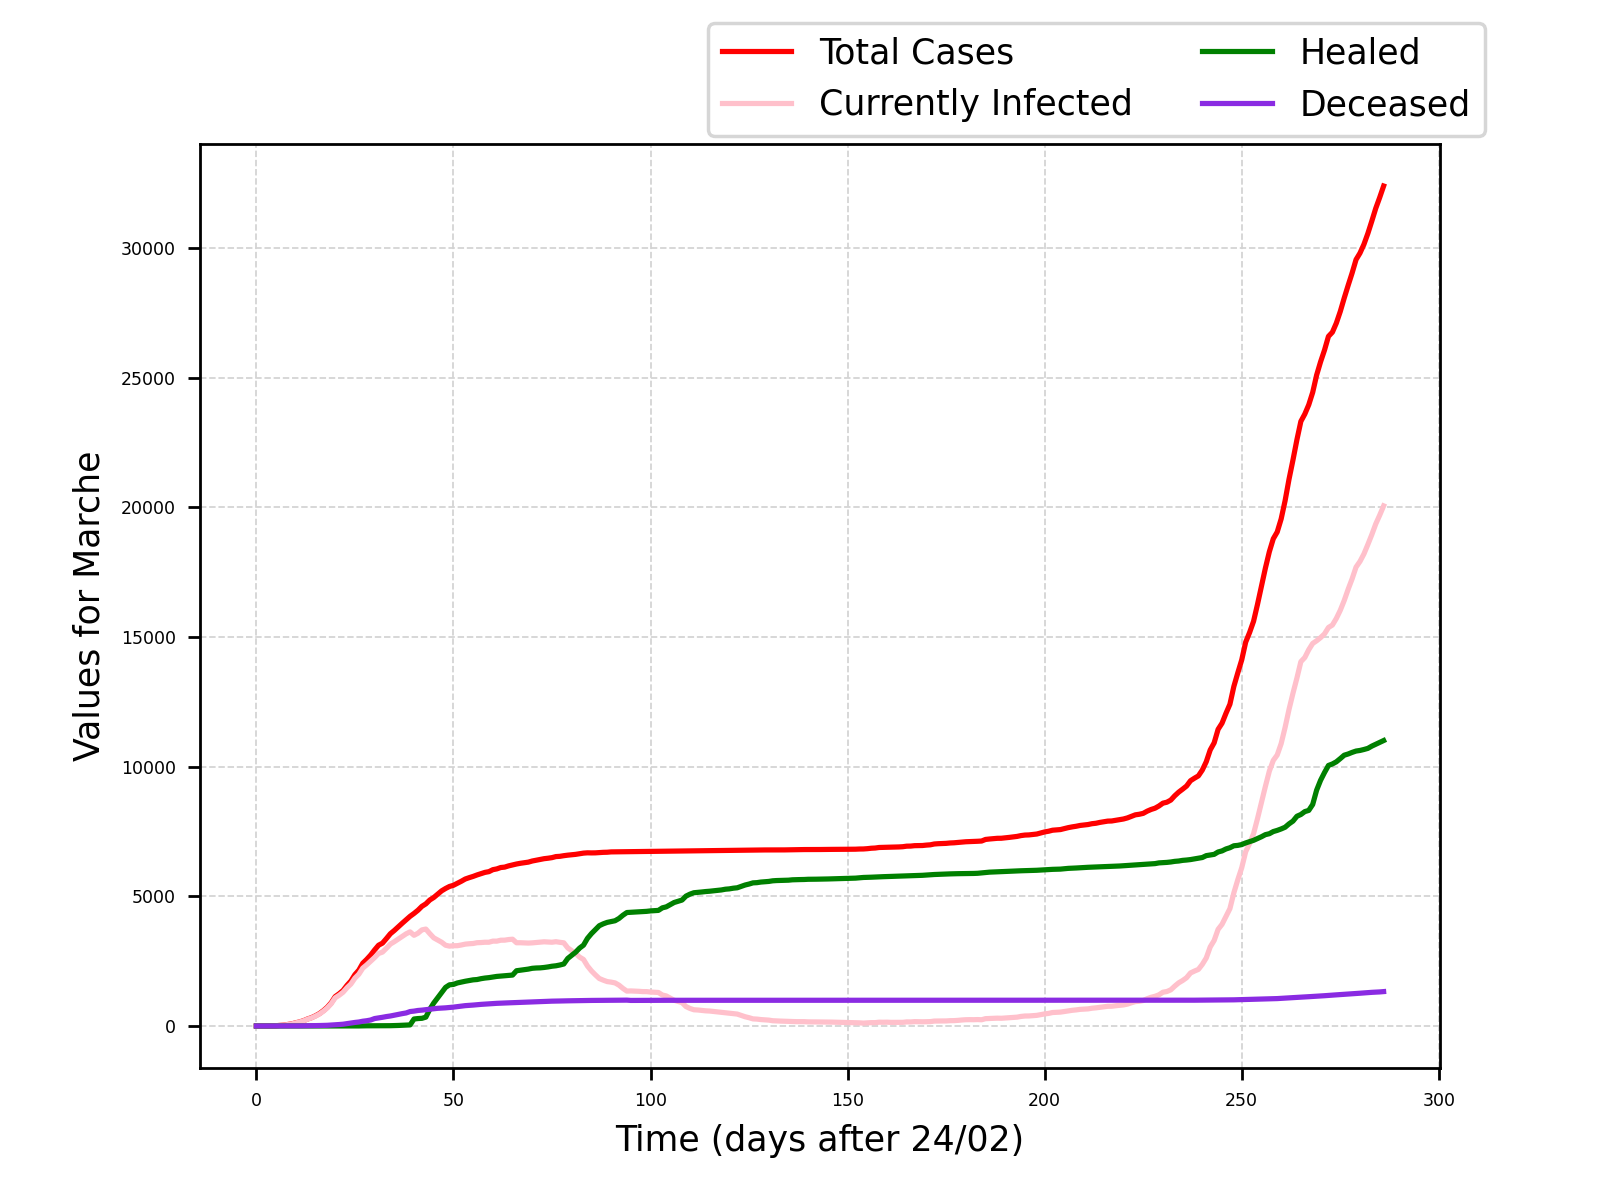 Total Cases
Currently Infected
Healed
Deceased
Values for Marche
30000
25000
20000
15000
10000
5000
0
0 50 100 150 200 250 300
Time (days after 24/02)